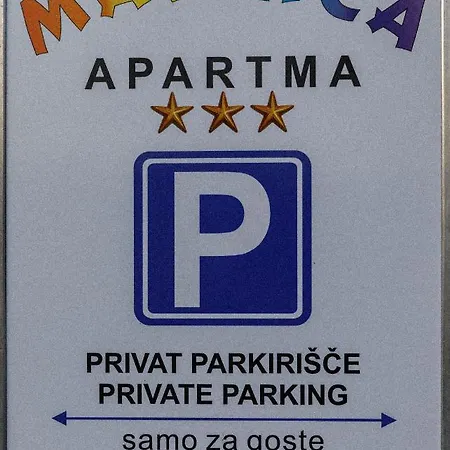 APARTMA
P
PRIVAT PARKIRIŠČE
PRIVATE PARKING
samo za goste